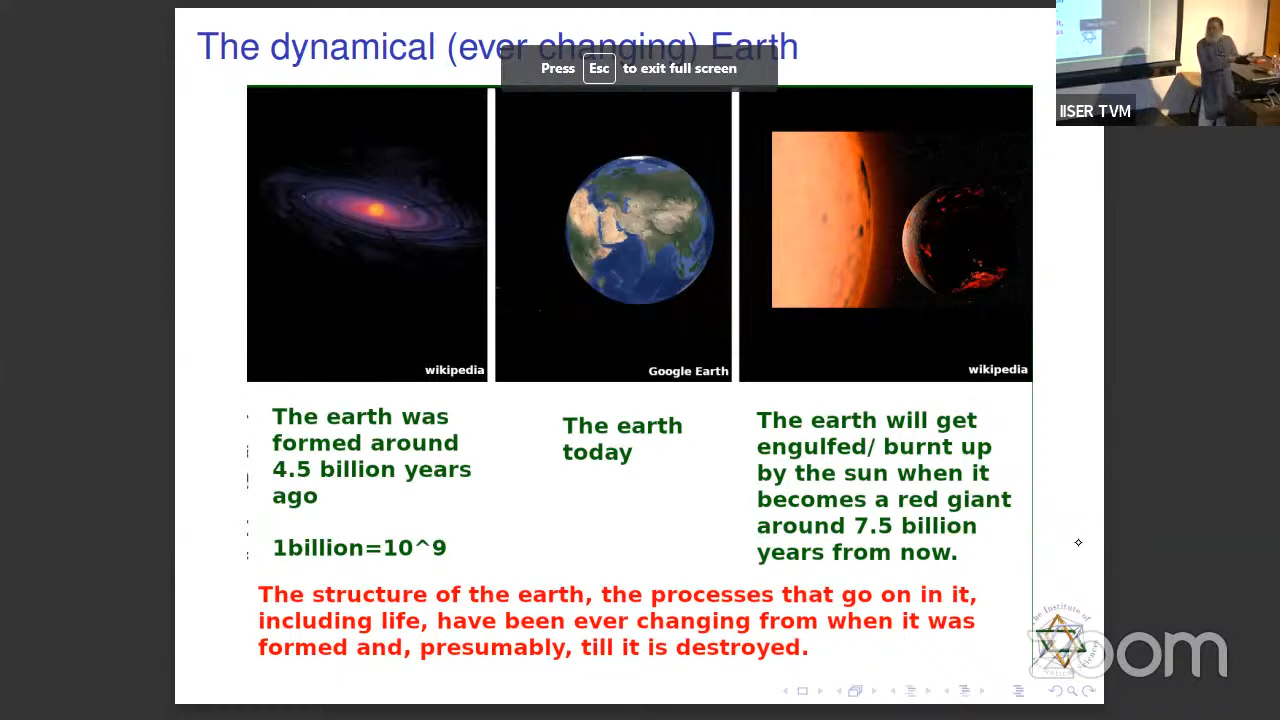 The dynamical (ever changing) Earth
Press Esc to exit full screen
IISER TVM
wikipedia
Google Earth
wikipedia
The earth was
formed around
4.5 billion years
ago
1billion=10^9
The earth
today
The earth will get
engulfed/ burnt up
by the sun when it
becomes a red giant
around 7.5 billion
years from now.
The structure of the earth, the processes that go on in it,
including life, have been ever changing from when it was
formed and, presumably, till it is destroyed.
The Institute of
zoom